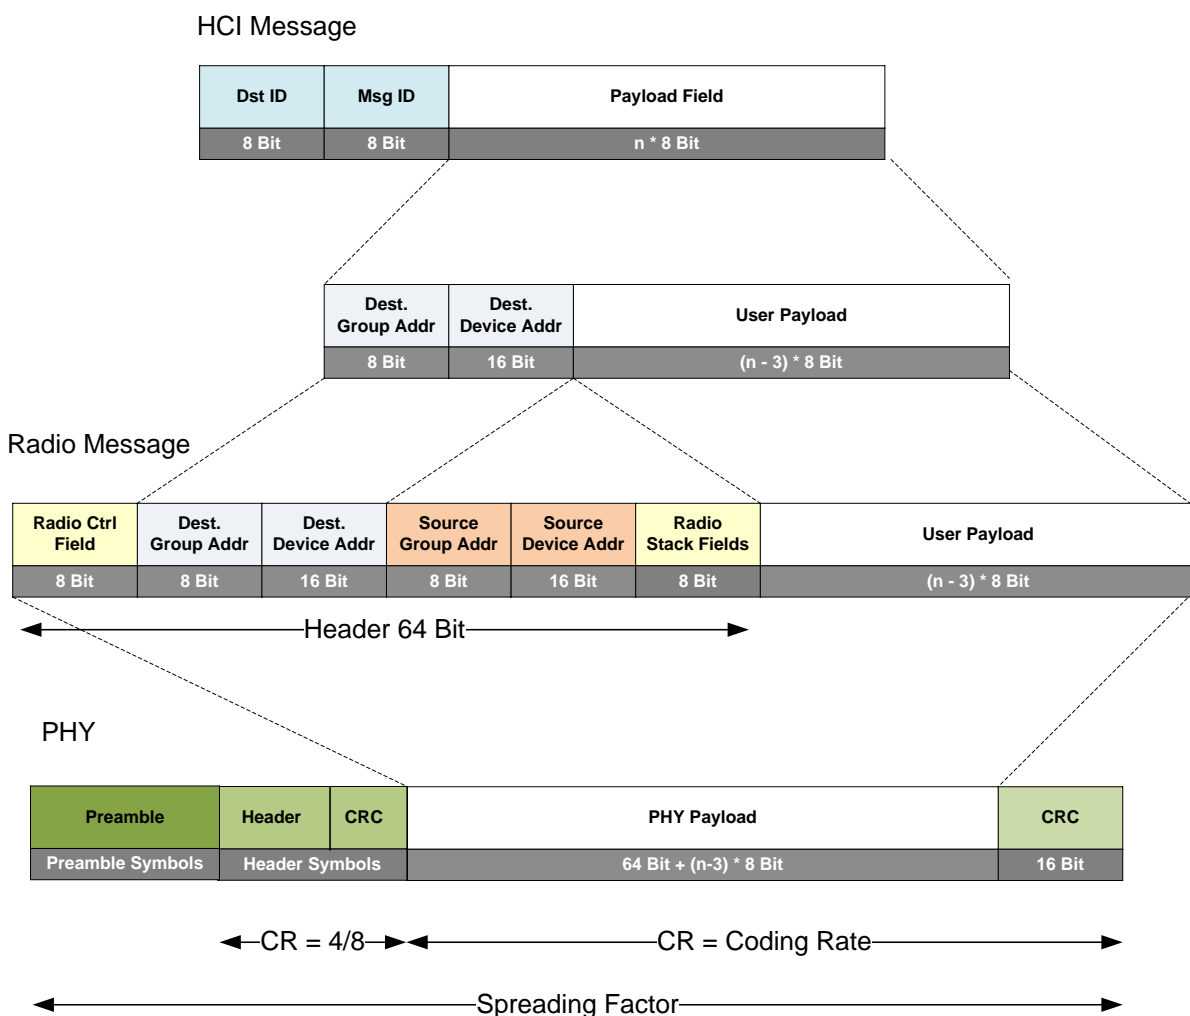 HCI Message
Dst ID Msg ID Payload Field
8 Bit 8 Bit n * 8 Bit
Dest. Group Addr Dest. Device Addr User Payload
8 Bit 16 Bit (n - 3) * 8 Bit
Radio Message
Radio Ctrl Field Dest. Group Addr Dest. Device Addr Source Group Addr Source Device Addr Radio Stack Fields User Payload
8 Bit 8 Bit 16 Bit 8 Bit 16 Bit 8 Bit (n - 3) * 8 Bit
Header 64 Bit
PHY
Preamble Header CRC PHY Payload CRC
Preamble Symbols Header Symbols 64 Bit + (n-3) * 8 Bit 16 Bit
CR = 4/8 CR = Coding Rate
Spreading Factor